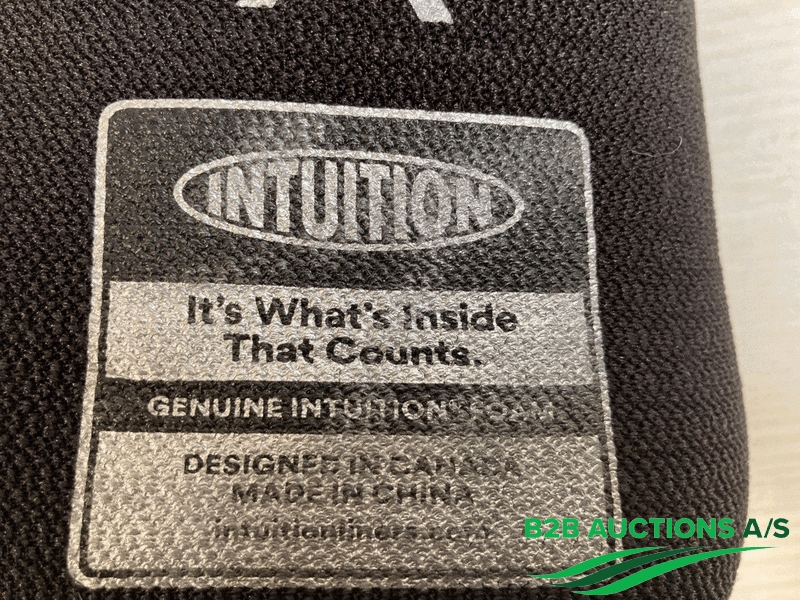 INTUITION
It's What's Inside
That Counts.
GENUINE INTUITION® FOAM
DESIGNED IN CANADA
MADE IN CHINA
intuitionliners.com
B2B AUCTIONS A/S